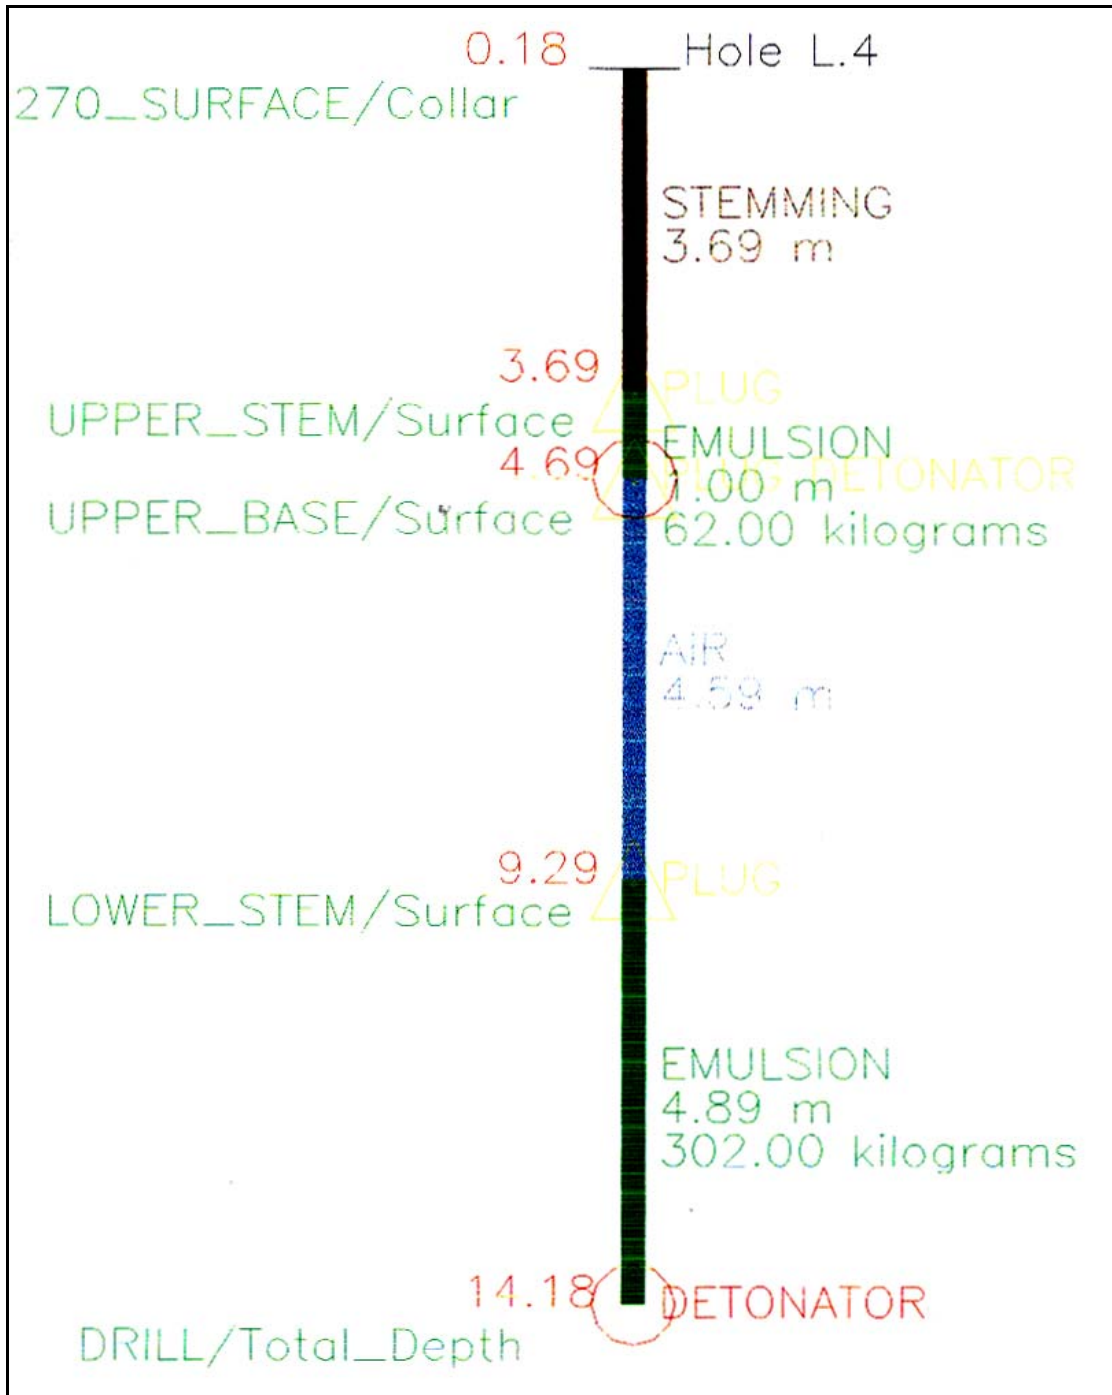 0.18 Hole L.4
270_SURFACE/Collar
STEMMING
3.69 m
3.69 PLUG
UPPER_STEM/Surface
EMULSION
4.69 PLUG DETONATOR
1.00 m
UPPER_BASE/Surface
62.00 kilograms
AIR
4.59 m
9.29 PLUG
LOWER_STEM/Surface
EMULSION
4.89 m
302.00 kilograms
14.18 DETONATOR
DRILL/Total_Depth